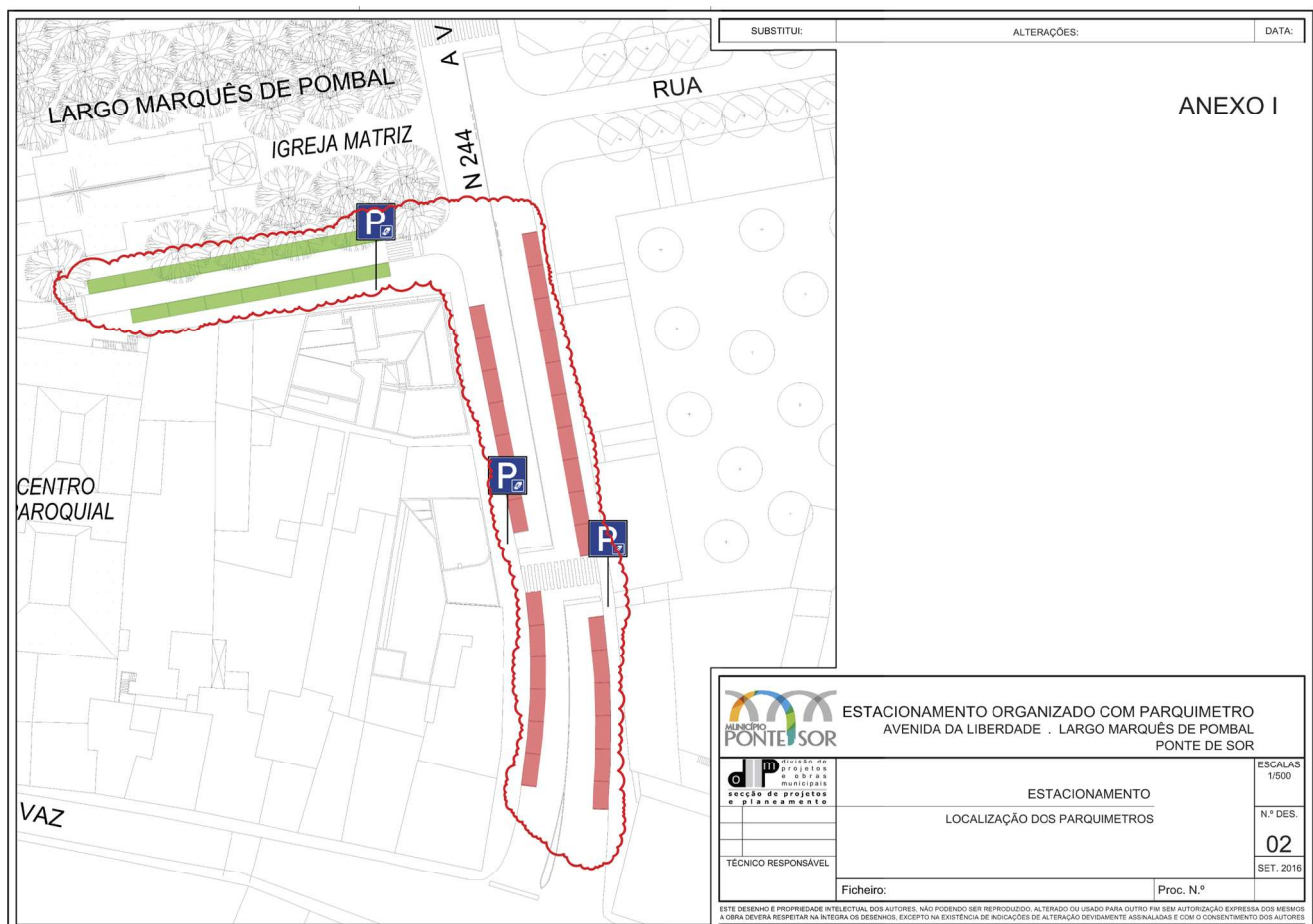 SUBSTITUI:
ALTERAÇÕES:
DATA:
ANEXO I
LARGO MARQUÊS DE POMBAL
IGREJA MATRIZ
N 244
A V
RUA
P
P
P
CENTRO
PAROQUIAL
VAZ
MUNICÍPIO
PONTE SOR
ESTACIONAMENTO ORGANIZADO COM PARQUIMETRO
AVENIDA DA LIBERDADE . LARGO MARQUÊS DE POMBAL
PONTE DE SOR
dpom
divisão de
projetos
e obras
municipais
secção de projetos
e planeamento
ESTACIONAMENTO
LOCALIZAÇÃO DOS PARQUIMETROS
ESCALAS
1/500
N.º DES.
02
SET. 2016
TÉCNICO RESPONSÁVEL
Ficheiro:
Proc. N.º
ESTE DESENHO É PROPRIEDADE INTELECTUAL DOS AUTORES, NÃO PODENDO SER REPRODUZIDO, ALTERADO OU USADO PARA OUTRO FIM SEM AUTORIZAÇÃO EXPRESSA DOS MESMOS
A OBRA DEVERA RESPEITAR NA ÍNTEGRA OS DESENHOS, EXCEPTO NA EXISTÊNCIA DE INDICAÇÕES DE ALTERAÇÃO DEVIDAMENTE ASSINALADAS E COM O CONSENTIMENTO DOS AUTORES